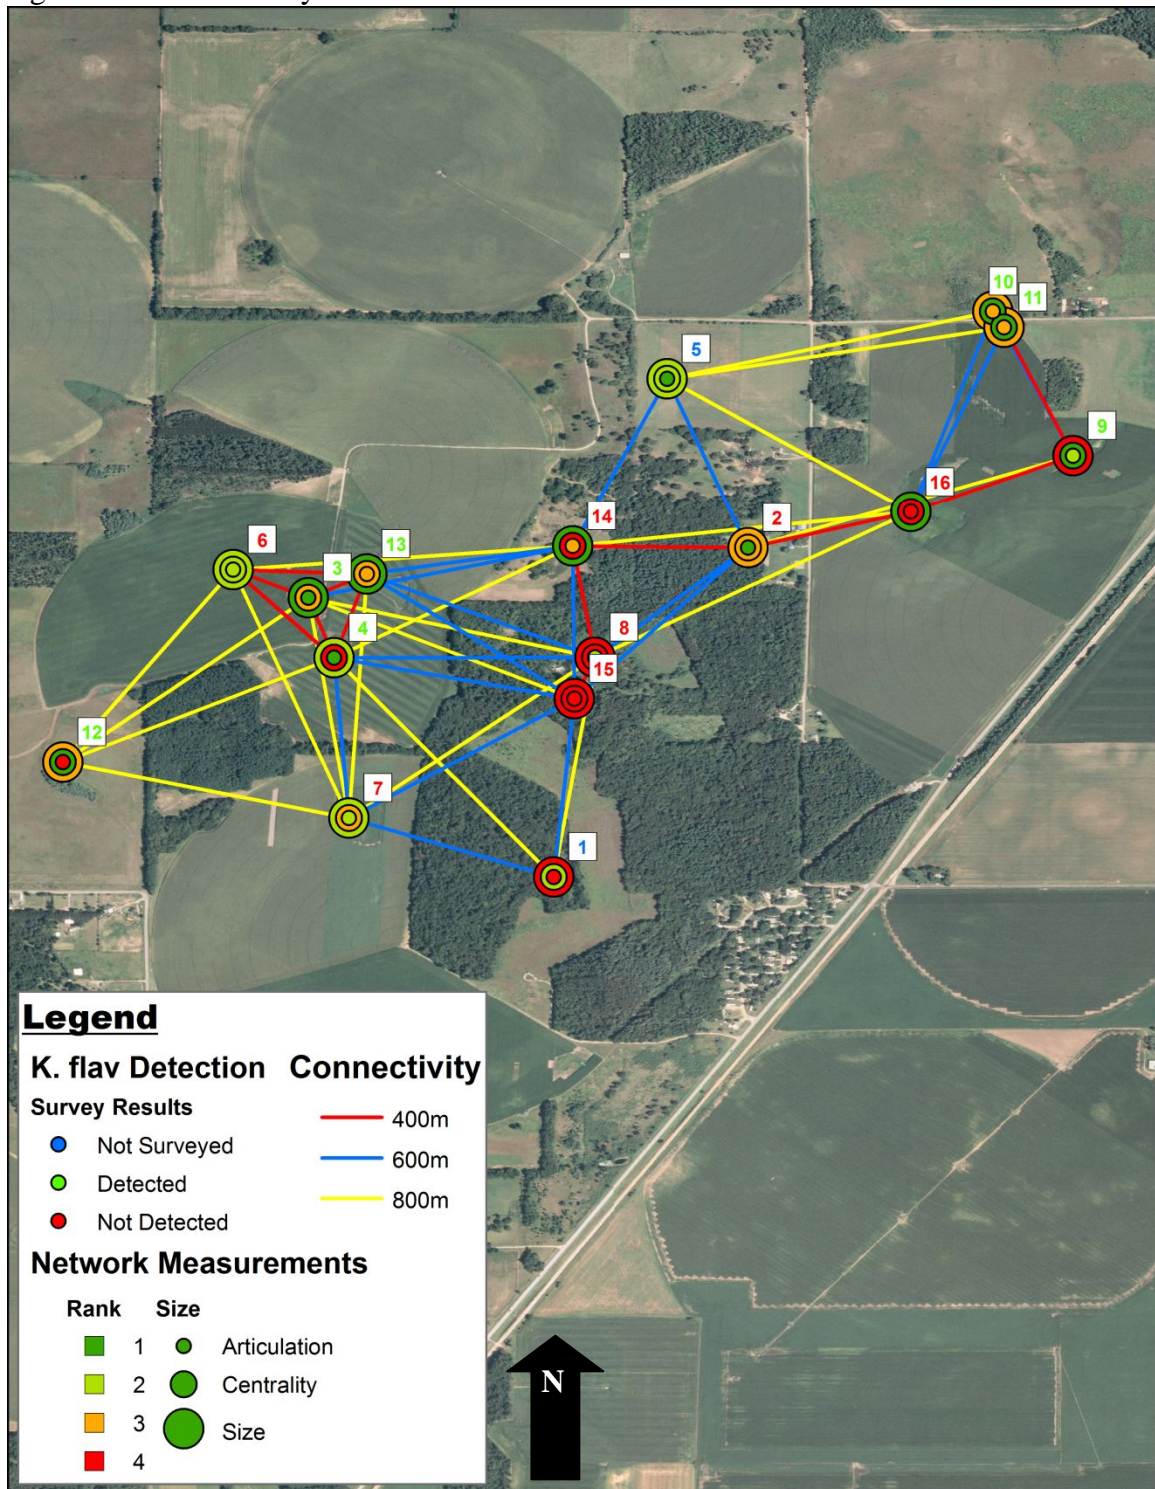 10
11
5
9
16
14
2
6
13
3
8
4
15
12
7
1
Legend
K. flav Detection
Survey Results
Not Surveyed
Detected
Not Detected
Connectivity
400m
600m
800m
Network Measurements
Rank Size
1 Articulation
2 Centrality
3 Size
4
N